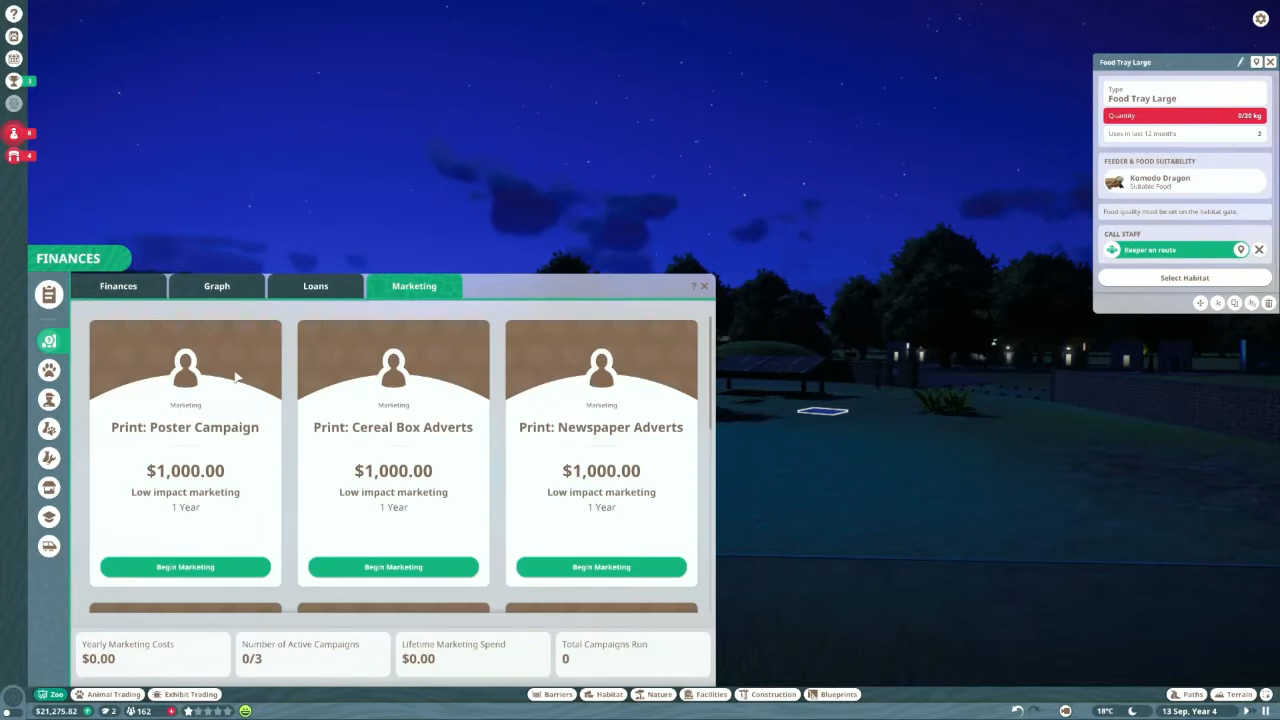 ?
3
8
4
FINANCES
Finances
Graph
Loans
Marketing
?
Marketing
Print: Poster Campaign
$1,000.00
Low impact marketing
1 Year
Begin Marketing
Marketing
Print: Cereal Box Adverts
$1,000.00
Low impact marketing
1 Year
Begin Marketing
Marketing
Print: Newspaper Adverts
$1,000.00
Low impact marketing
1 Year
Begin Marketing
Yearly Marketing Costs
$0.00
Number of Active Campaigns
0/3
Lifetime Marketing Spend
$0.00
Total Campaigns Run
0
Food Tray Large
Type
Food Tray Large
Quantity 0/20 kg
Uses in last 12 months 2
FEEDER & FOOD SUITABILITY
Komodo Dragon
Suitable Food
Food quality must be set on the habitat gate.
CALL STAFF
Keeper en route
Select Habitat
Zoo Animal Trading Exhibit Trading Barriers Habitat Nature Facilities Construction Blueprints Paths Terrain
$21,275.82 2 162 18°C 13 Sep, Year 4